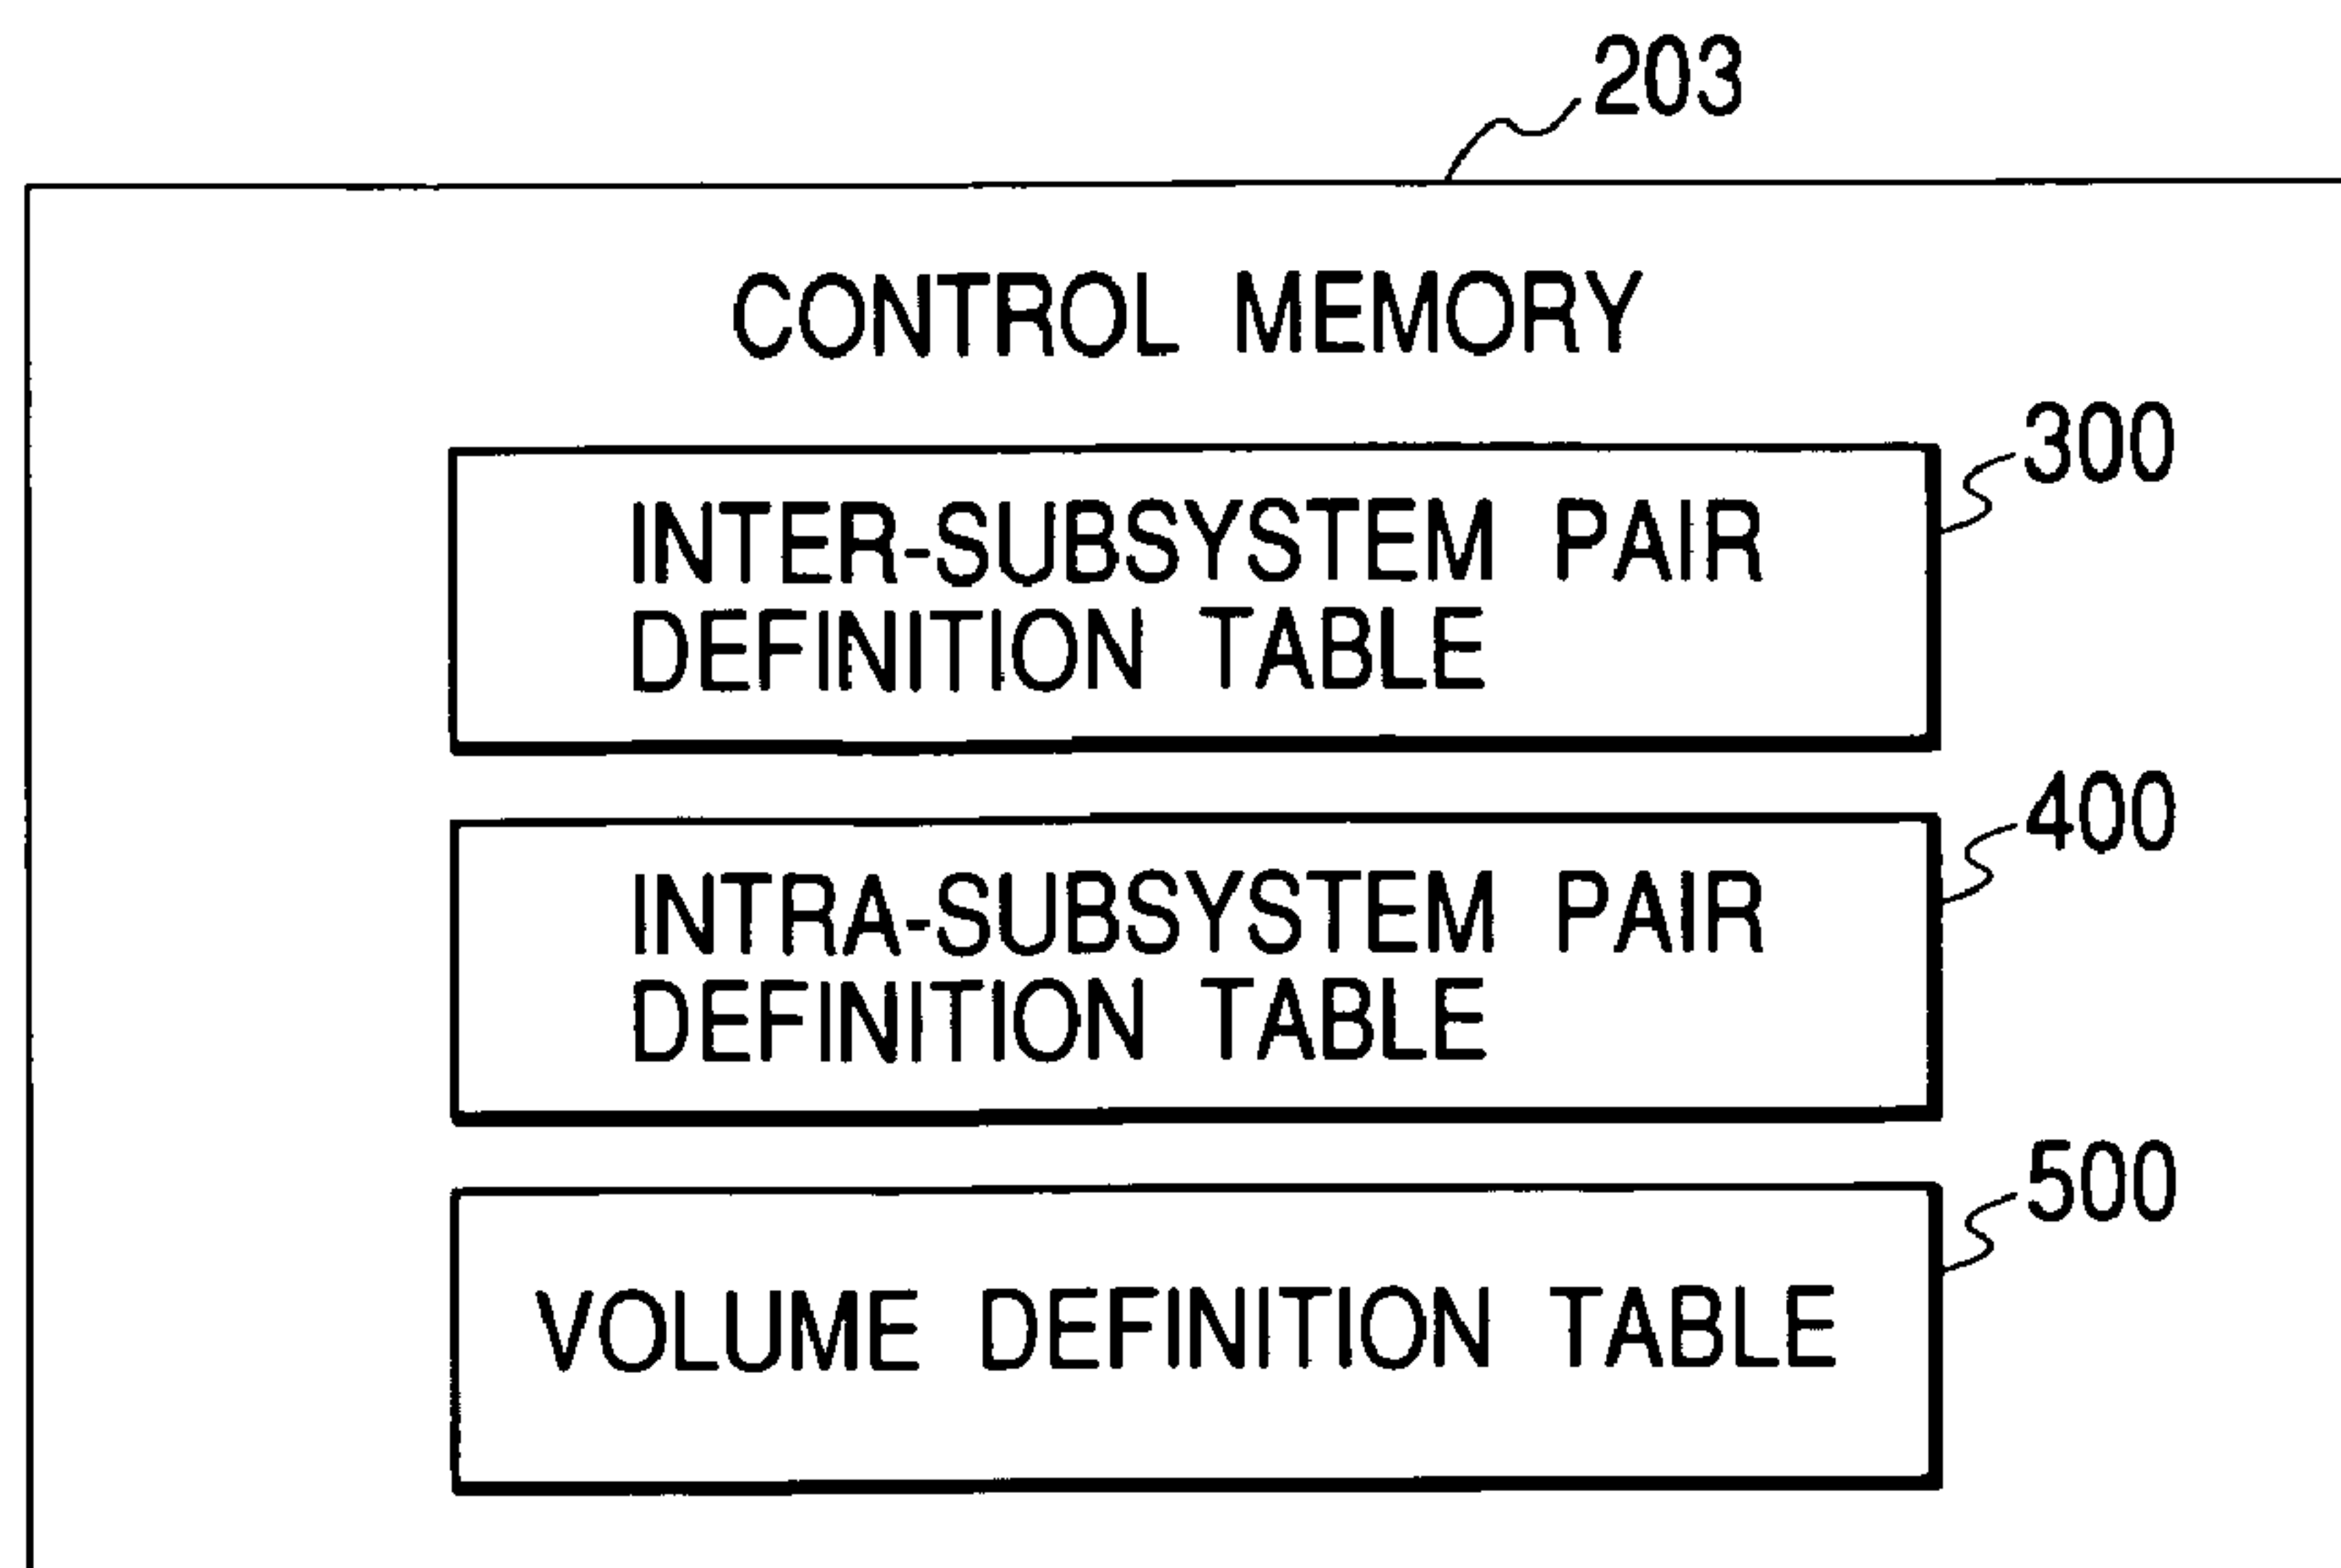 203
CONTROL MEMORY
300
INTER-SUBSYSTEM PAIR
DEFINITION TABLE
400
INTRA-SUBSYSTEM PAIR
DEFINITION TABLE
500
VOLUME DEFINITION TABLE